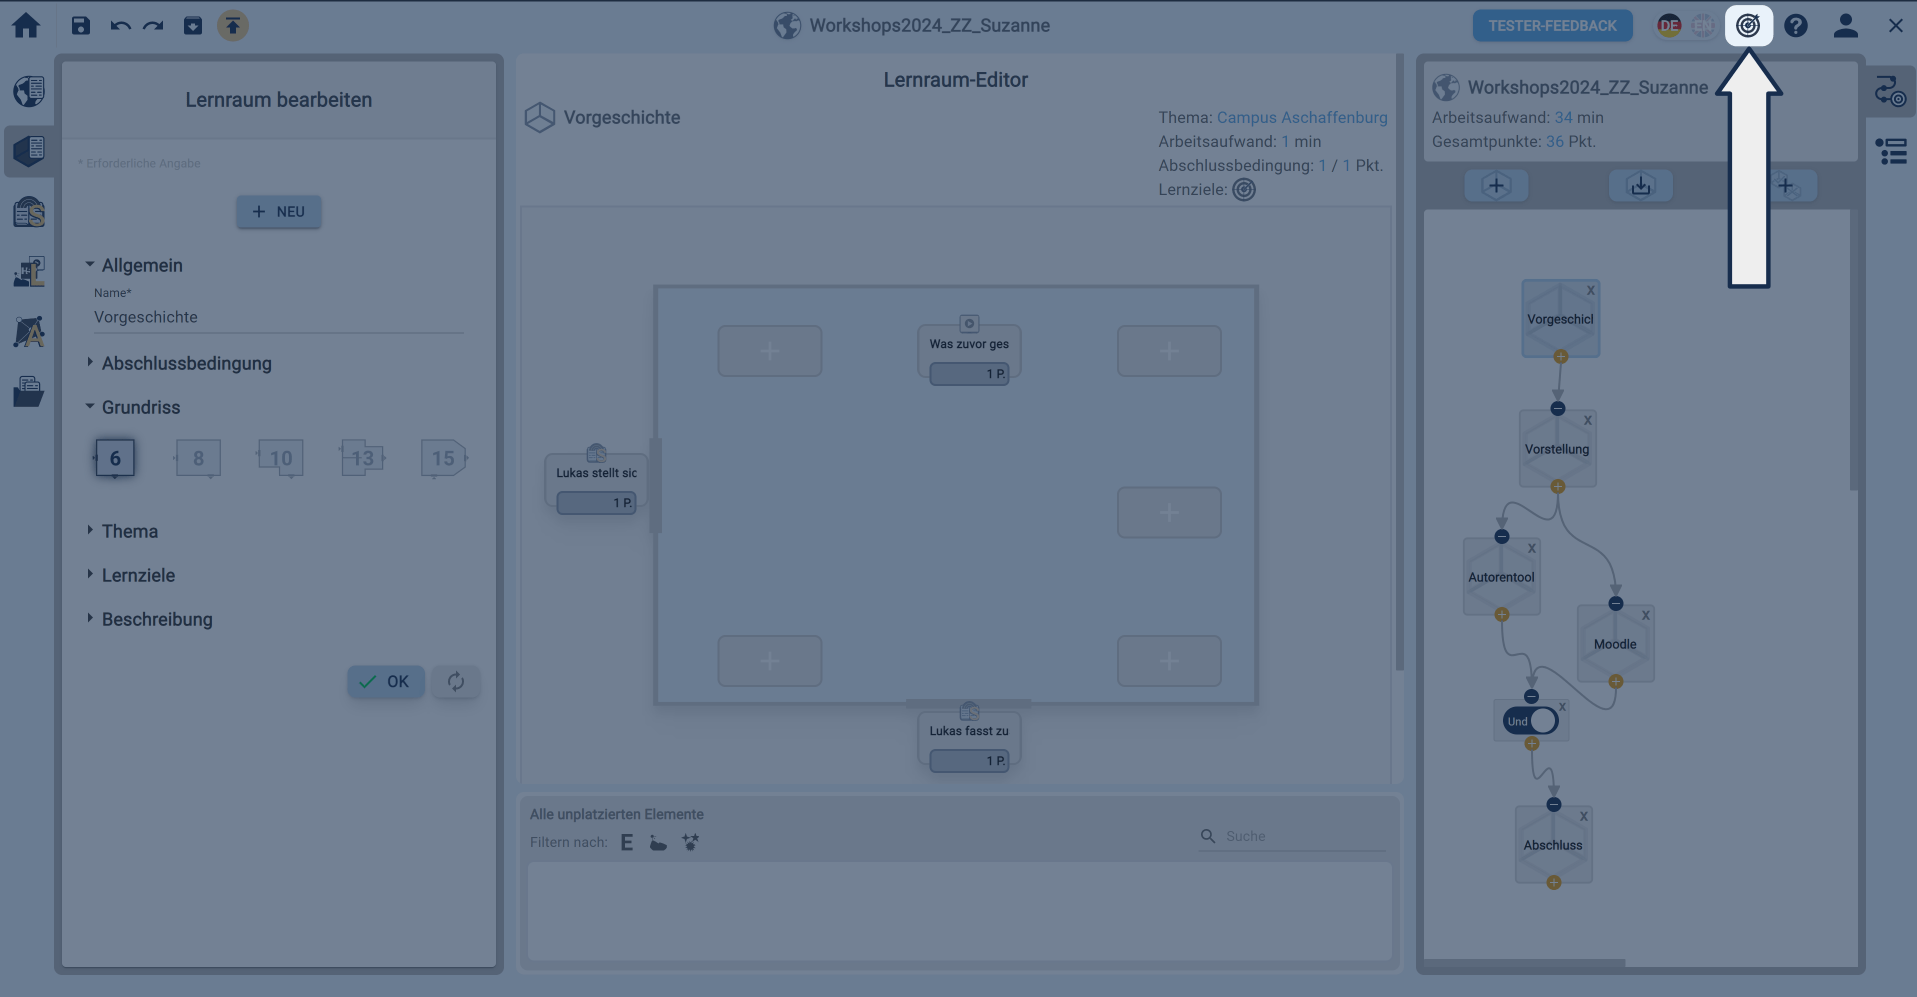 Workshops2024_ZZ_Suzanne
TESTER-FEEDBACK
DE
EN
Lernraum bearbeiten
* Erforderliche Angabe
NEU
Allgemein
Name*
Vorgeschichte
Abschlussbedingung
Grundriss
6
8
10
13
15
Thema
Lernziele
Beschreibung
OK
Lernraum-Editor
Vorgeschichte
Thema: Campus Aschaffenburg
Arbeitsaufwand: 1 min
Abschlussbedingung: 1 / 1 Pkt.
Lernziele:
Was zuvor ges
1 P.
Lukas stellt sic
1 P.
Lukas fasst zu
1 P.
Alle unplatzierten Elemente
Filtern nach: E
Suche
Workshops2024_ZZ_Suzanne
Arbeitsaufwand: 34 min
Gesamtpunkte: 36 Pkt.
X
Vorgeschicl
X
Vorstellung
X
Autorentool
X
Moodle
X
Und
X
Abschluss